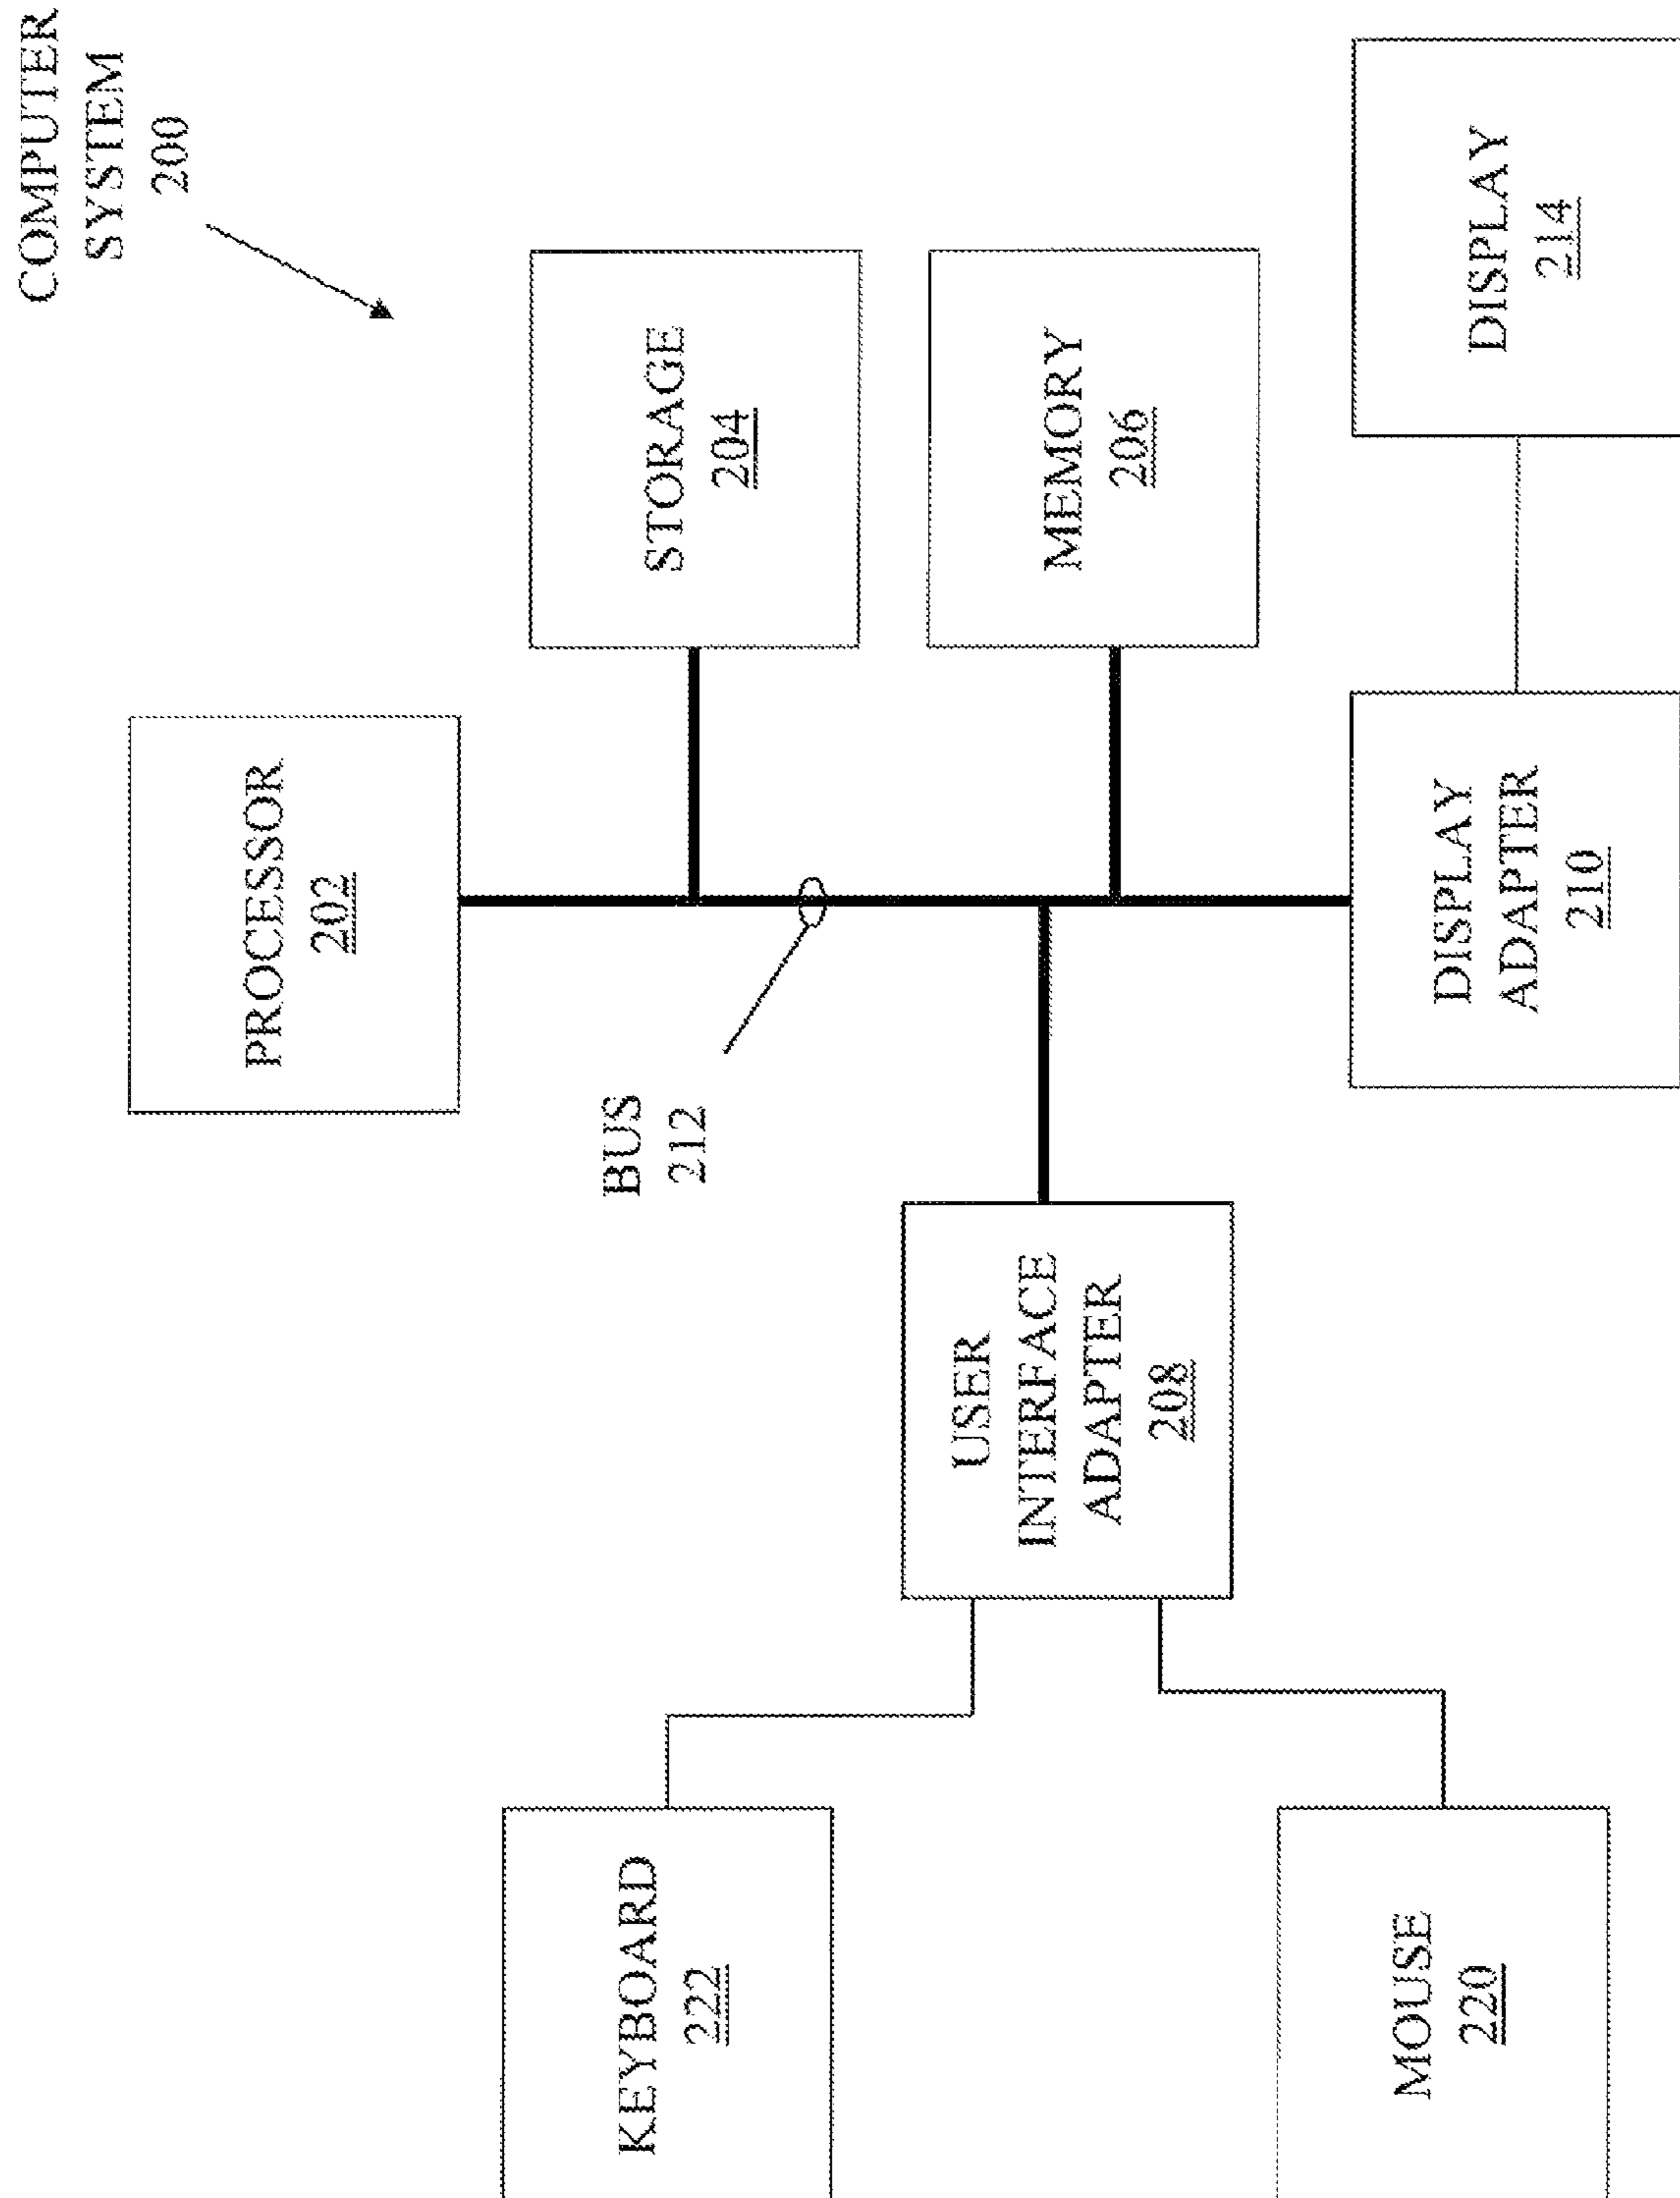 COMPUTER
SYSTEM
200
PROCESSOR
202
STORAGE
204
BUS
212
MEMORY
206
KEYBOARD
222
USER
INTERFACE
ADAPTER
208
MOUSE
220
DISPLAY
ADAPTER
210
DISPLAY
214